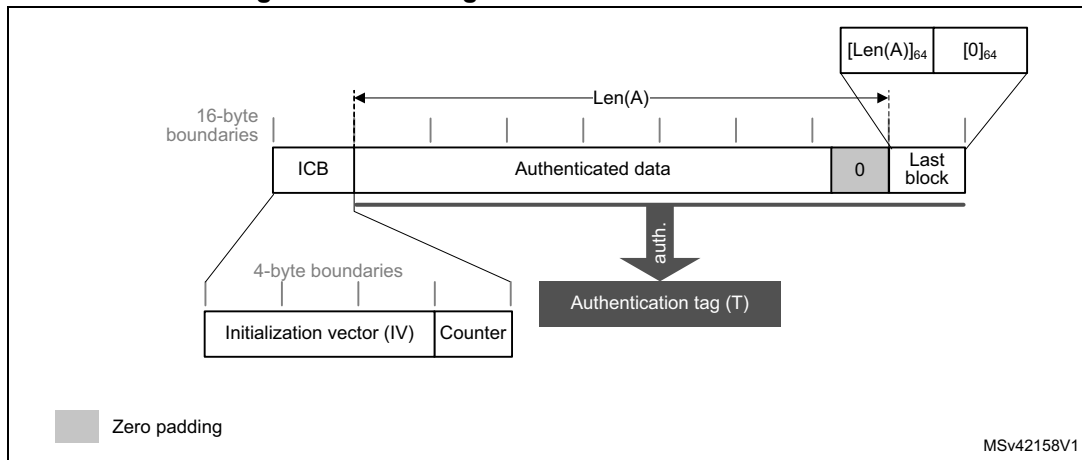 [Len(A)]64 [0]64
Len(A)
16-byte
boundaries
ICB
Authenticated data
0
Last
block
auth.
4-byte boundaries
Authentication tag (T)
Initialization vector (IV) Counter
Zero padding
MSv42158V1